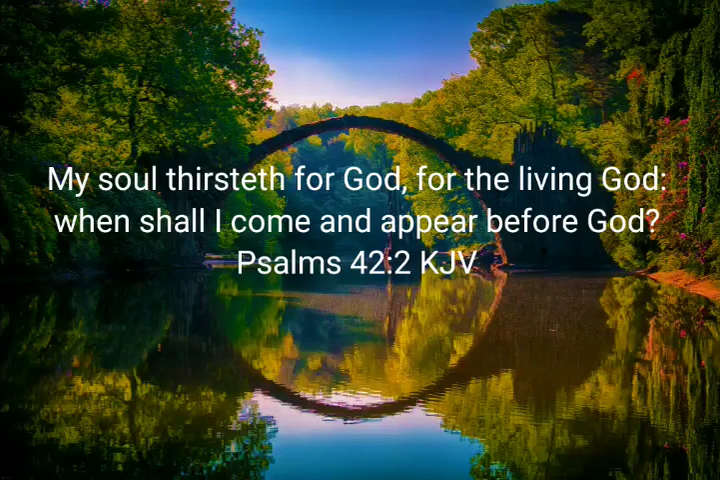 My soul thirsteth for God, for the living God:
when shall I come and appear before God?
Psalms 42:2 KJV